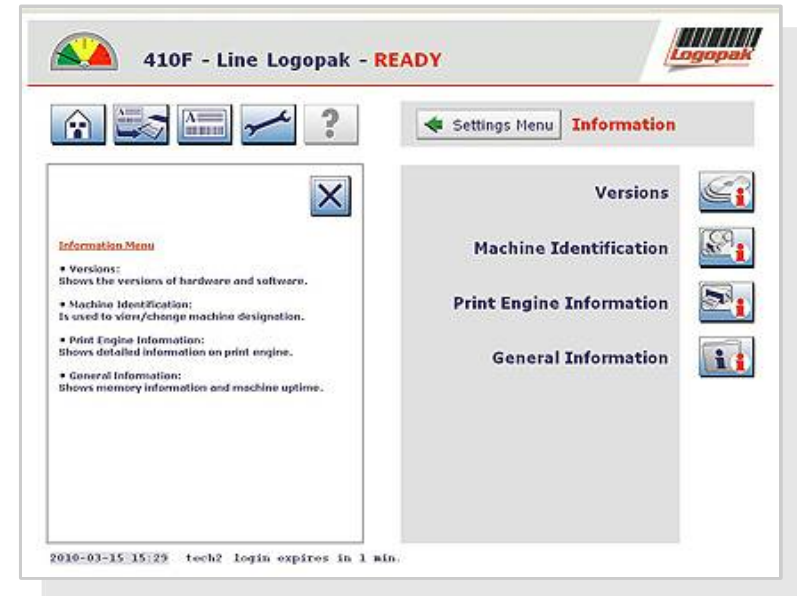 410F - Line Logopak - READY
Logopak
?
Settings Menu Information
Information Menu
• Versions:
Shows the versions of hardware and software.
• Machine Identification:
Is used to view/change machine designation.
• Print Engine Information:
Shows detailed information on print engine.
• General Information:
Shows memory information and machine uptime.
Versions
Machine Identification
Print Engine Information
General Information
2010-03-15 15:29 tech2 login expires in 1 min.